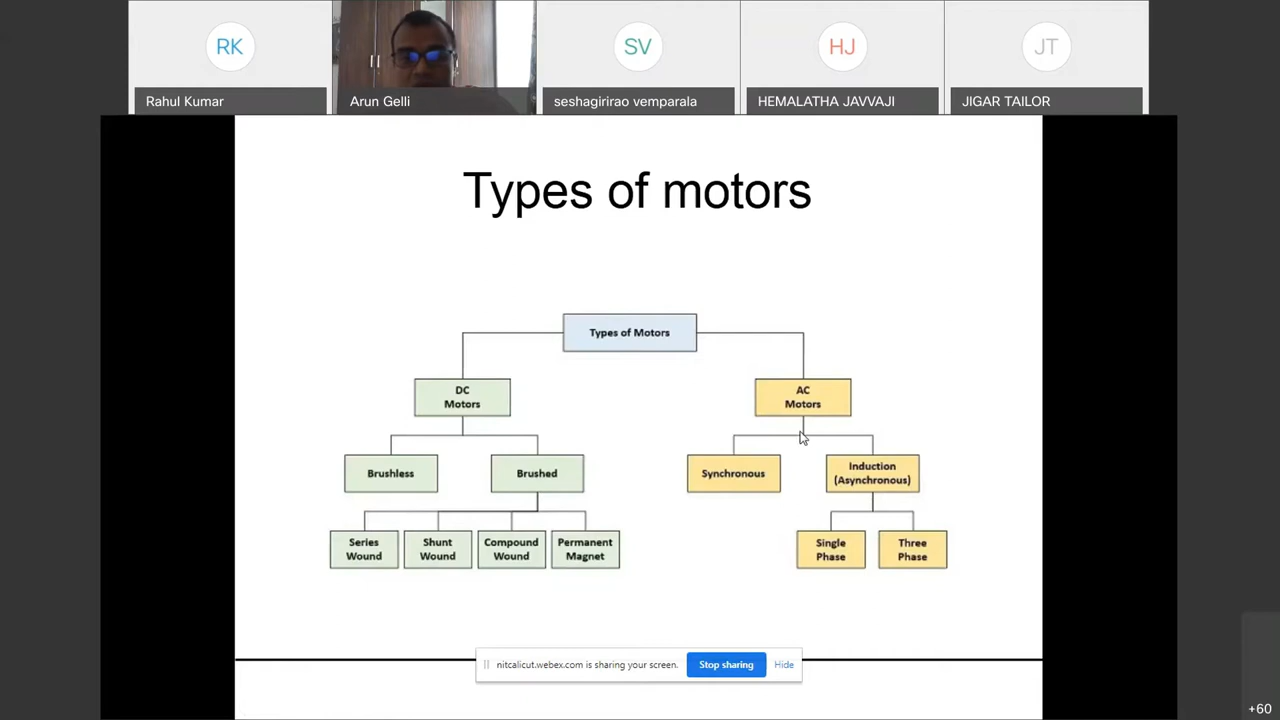 RK
SV
HJ
JT
Rahul Kumar
Arun Gelli
seshagirirao vemparala
HEMALATHA JAVVAJI
JIGAR TAILOR
Types of motors
Types of Motors
DC
Motors
AC
Motors
Brushless
Brushed
Synchronous
Induction
(Asynchronous)
Series
Wound
Shunt
Wound
Compound
Wound
Permanent
Magnet
Single
Phase
Three
Phase
nitcalicut.webex.com is sharing your screen.
Stop sharing
Hide
+60